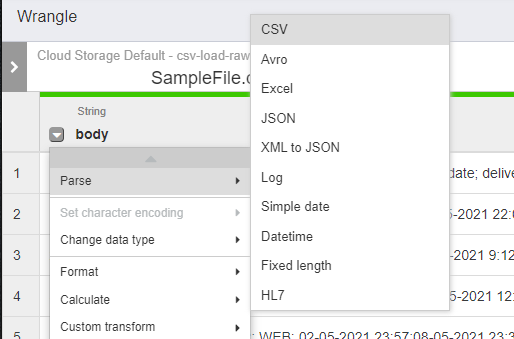 Wrangle
Cloud Storage Default - csv-load-raw
SampleFile.
String
body
Parse
Set character encoding
Change data type
Format
Calculate
Custom transform
CSV
Avro
Excel
JSON
XML to JSON
Log
Simple date
Datetime
Fixed length
HL7
1
date; deliver
2
-05-2021 22:0
3
5-2021 9:12
4
5-2021 12:
5
WEB: 02-05-2021 23:57:08-05-2021 23:3